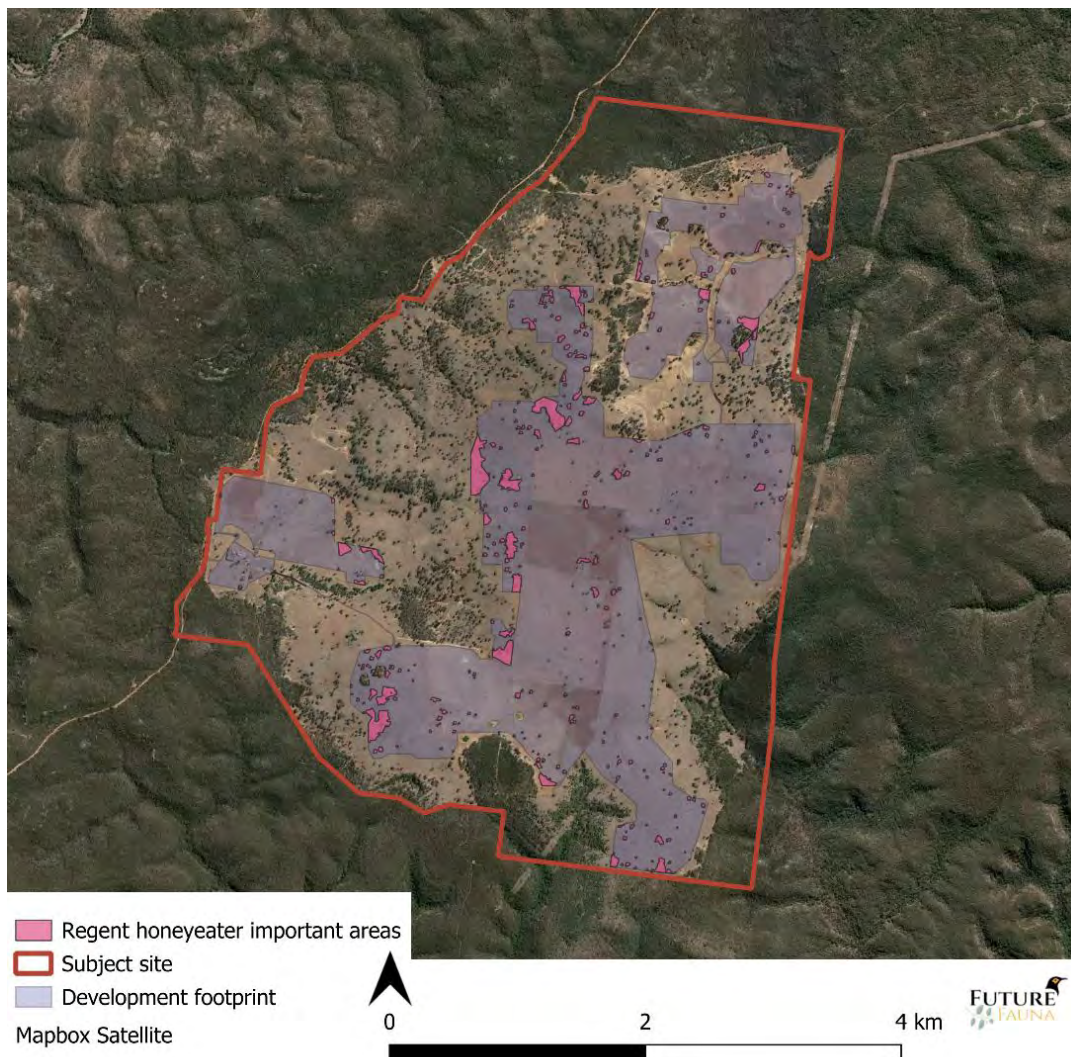 Regent honeyeater important areas
Subject site
Development footprint
Mapbox Satellite
0 2 4 km
FUTURE
FAUNA